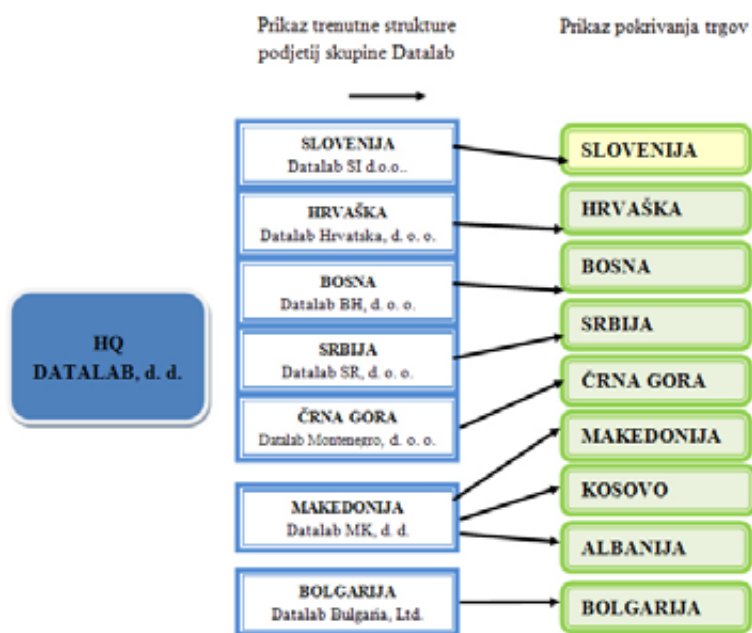 Prikaz trenutne strukture
podjetij skupine Datalab
Prikaz pokrivanja trgov
HQ
DATALAB, d. d.
SLOVENIJA
Datalab SI d.o.o..
HRVAŠKA
Datalab Hrvatska, d. o. o.
BOSNA
Datalab BH, d. o. o.
SRBIJA
Datalab SR, d. o. o.
ČRNA GORA
Datalab Montenegro, d. o. o.
MAKEDONIJA
Datalab MK, d. d.
BOLGARIJA
Datalab Bulgaria, Ltd.
SLOVENIJA
HRVAŠKA
BOSNA
SRBIJA
ČRNA GORA
MAKEDONIJA
KOSOVO
ALBANIJA
BOLGARIJA